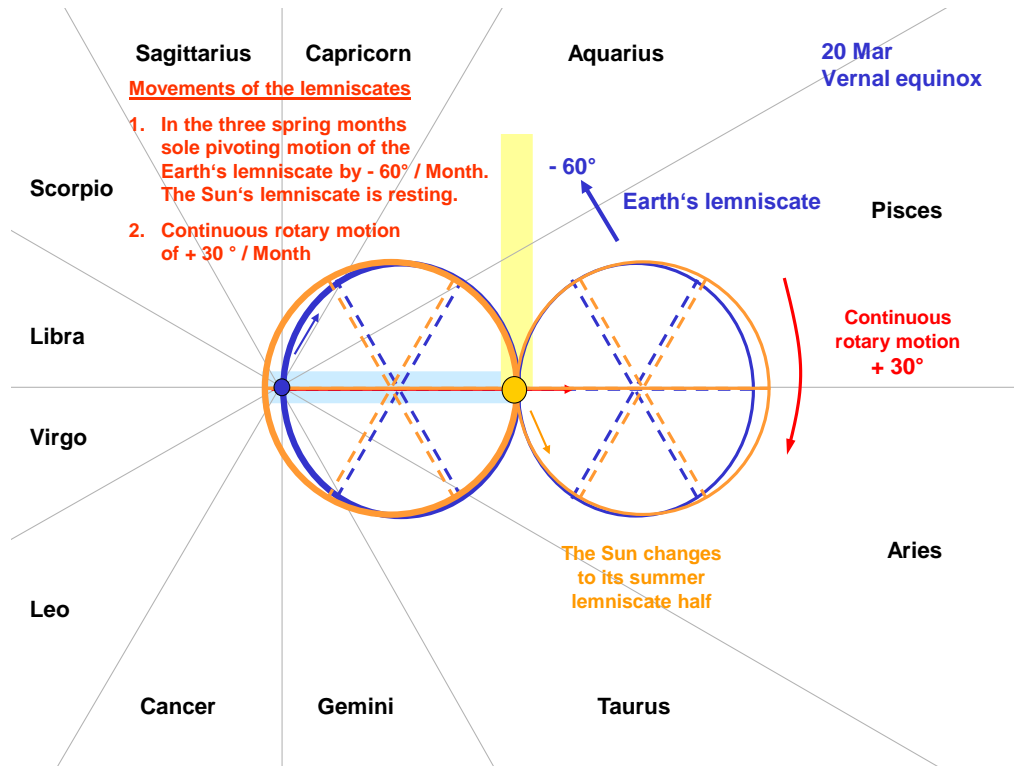 Sagittarius
Capricorn
Aquarius
20 Mar
Vernal equinox
Movements of the lemniscates
1. In the three spring months
sole pivoting motion of the
Earth‘s lemniscate by - 60° / Month.
The Sun‘s lemniscate is resting.
2. Continuous rotary motion
of + 30 ° / Month
- 60°
Earth‘s lemniscate
Scorpio
Pisces
Libra
Continuous
rotary motion
+ 30°
Virgo
The Sun changes
to its summer
lemniscate half
Aries
Leo
Cancer
Gemini
Taurus